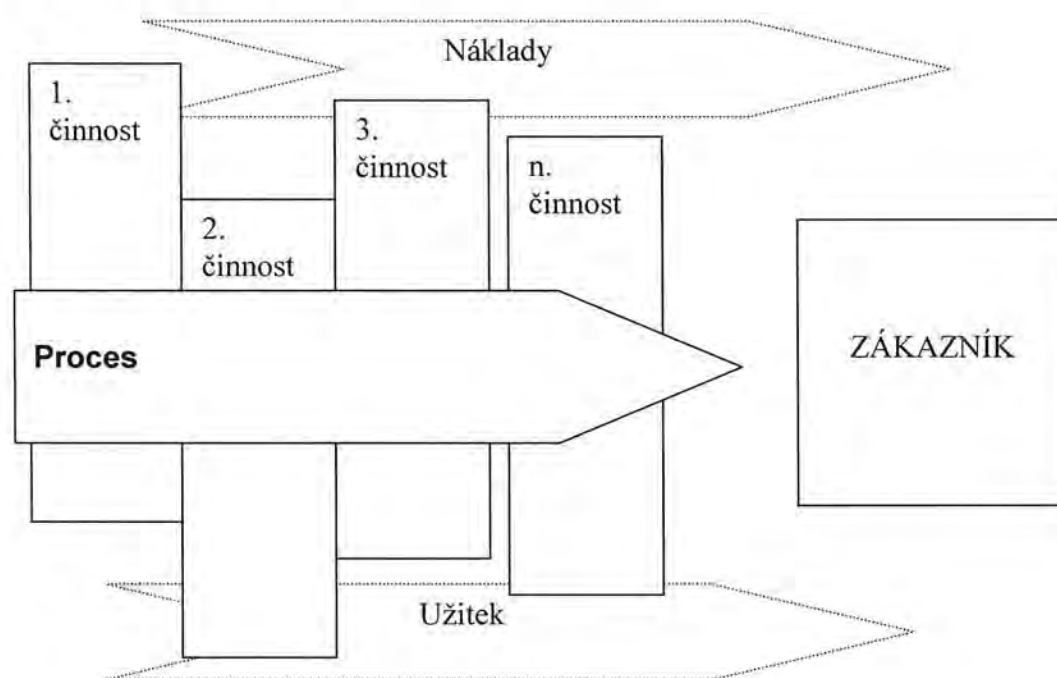 Náklady
1.
činnost
3.
činnost
n.
činnost
2.
činnost
Proces
ZÁKAZNÍK
Užitek